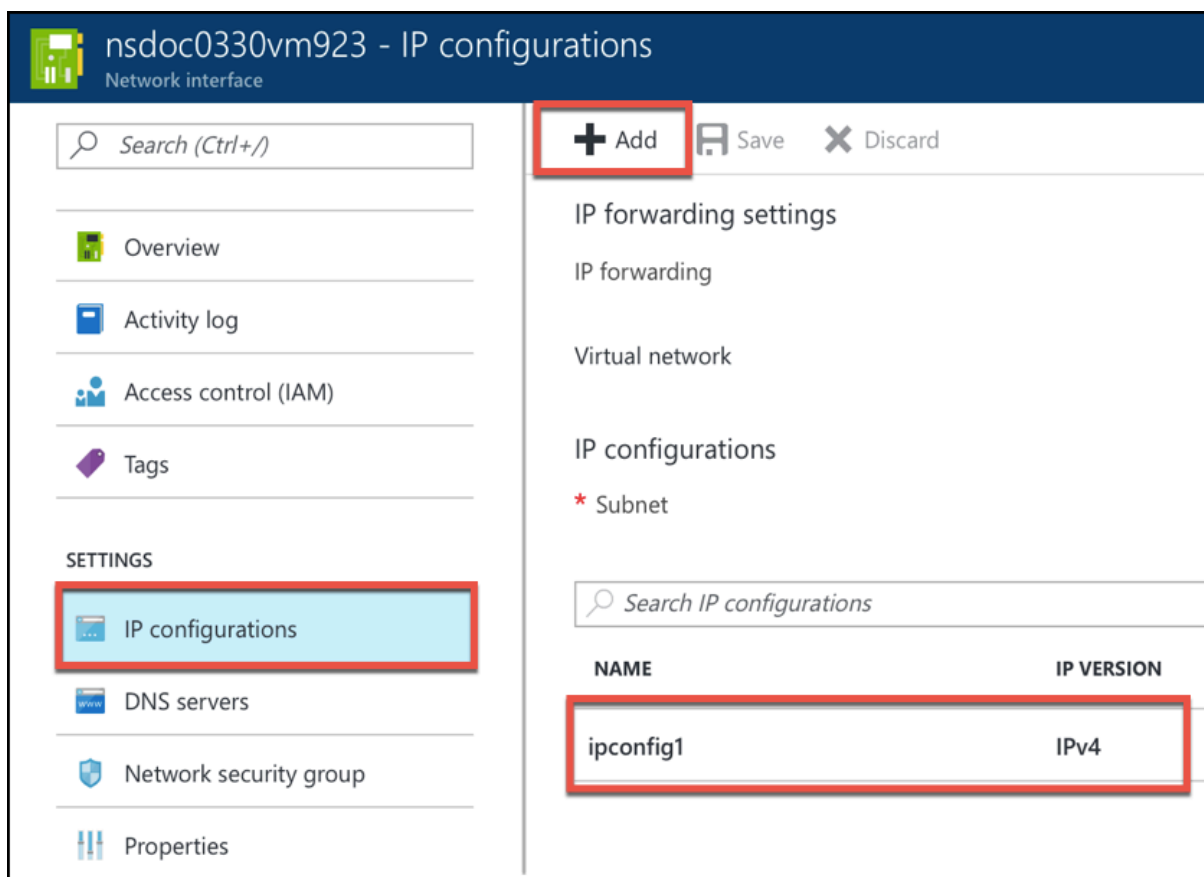 nsdoc0330vm923 - IP configurations
Network interface
Search (Ctrl+/)
Overview
Activity log
Access control (IAM)
Tags
SETTINGS
IP configurations
DNS servers
Network security group
Properties
Add Save Discard
IP forwarding settings
IP forwarding
Virtual network
IP configurations
* Subnet
Search IP configurations
NAME IP VERSION
ipconfig1 IPv4